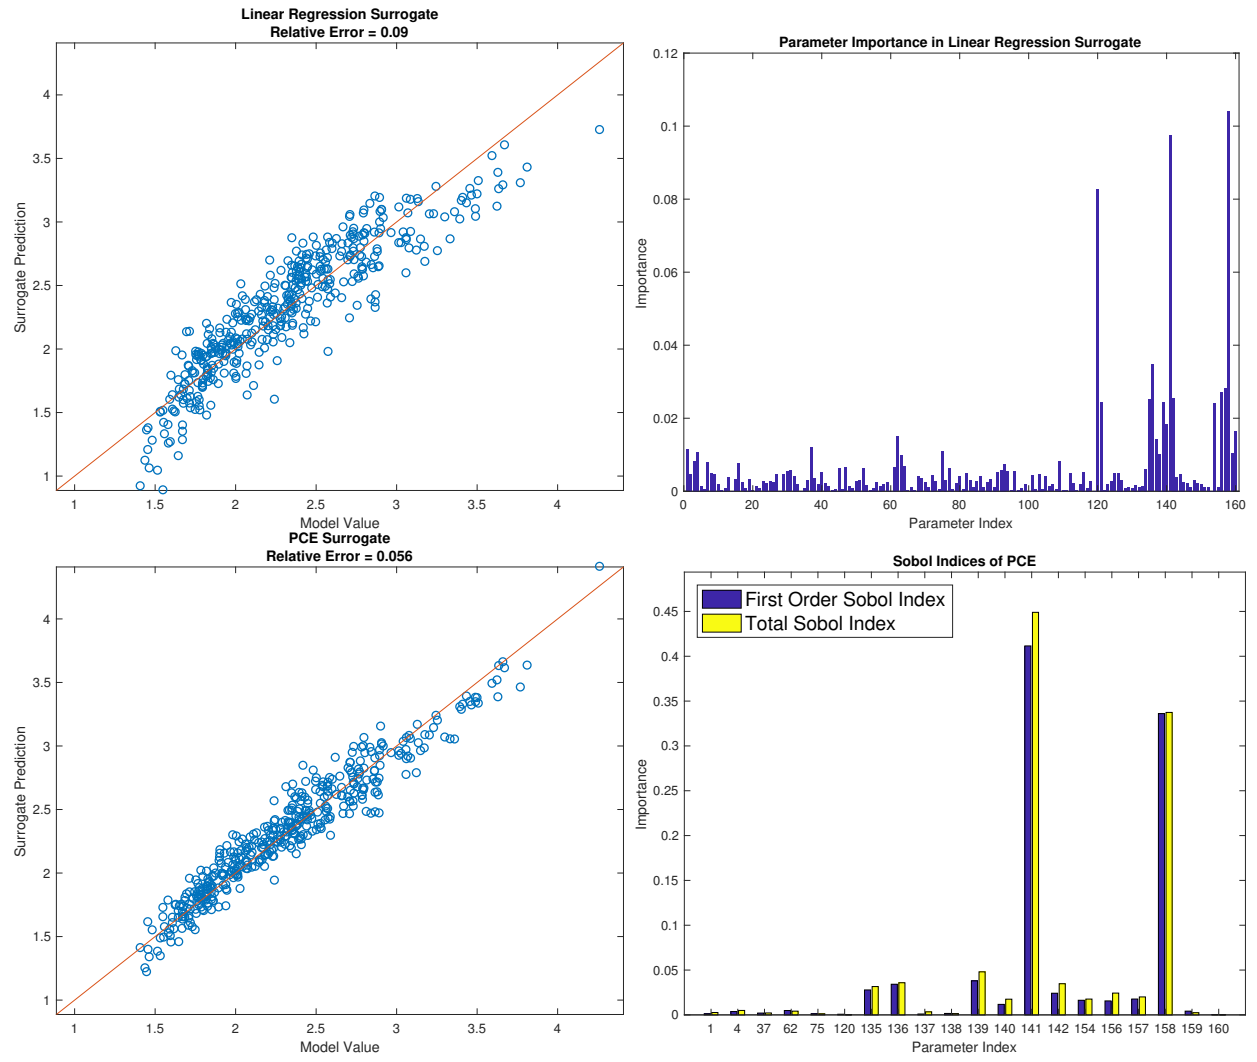 Linear Regression Surrogate
Relative Error = 0.09
4
3.5
3
2.5
2
1.5
1
Surrogate Prediction
1 1.5 2 2.5 3 3.5 4
Model Value
Parameter Importance in Linear Regression Surrogate
0.12
0.1
0.08
0.06
0.04
0.02
0
Importance
0 20 40 60 80 100 120 140 160
Parameter Index
PCE Surrogate
Relative Error = 0.056
4
3.5
3
2.5
2
1.5
1
Surrogate Prediction
1 1.5 2 2.5 3 3.5 4
Model Value
Sobol Indices of PCE
First Order Sobol Index
Total Sobol Index
0.45
0.4
0.35
0.3
0.25
0.2
0.15
0.1
0.05
0
Importance
1 4 37 62 75 120 135 136 137 138 139 140 141 142 154 156 157 158 159 160
Parameter Index